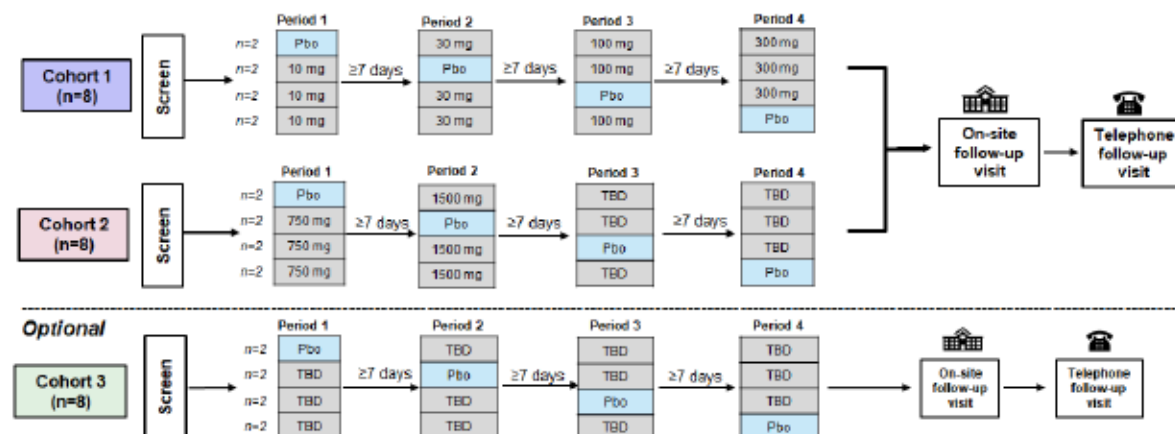 Period 1
Period 2
Period 3
Period 4
Cohort 1
(n=8)
Screen
n=2 Pbo 30 mg 100 mg 300 mg
n=2 10 mg ≥7 days Pbo ≥7 days 100 mg ≥7 days 300 mg
n=2 10 mg 30 mg Pbo 300 mg
n=2 10 mg 30 mg 100 mg Pbo
On-site
follow-up
visit
Telephone
follow-up
visit
Period 1
Period 2
Period 3
Period 4
Cohort 2
(n=8)
Screen
n=2 Pbo 1500 mg TBD TBD
n=2 750 mg ≥7 days Pbo ≥7 days TBD ≥7 days TBD
n=2 750 mg 1500 mg Pbo TBD
n=2 750 mg 1500 mg TBD Pbo
Optional
Period 1
Period 2
Period 3
Period 4
Cohort 3
(n=8)
Screen
n=2 Pbo TBD TBD TBD
n=2 TBD ≥7 days Pbo ≥7 days TBD ≥7 days TBD
n=2 TBD TBD Pbo TBD
n=2 TBD TBD TBD Pbo
On-site
follow-up
visit
Telephone
follow-up
visit